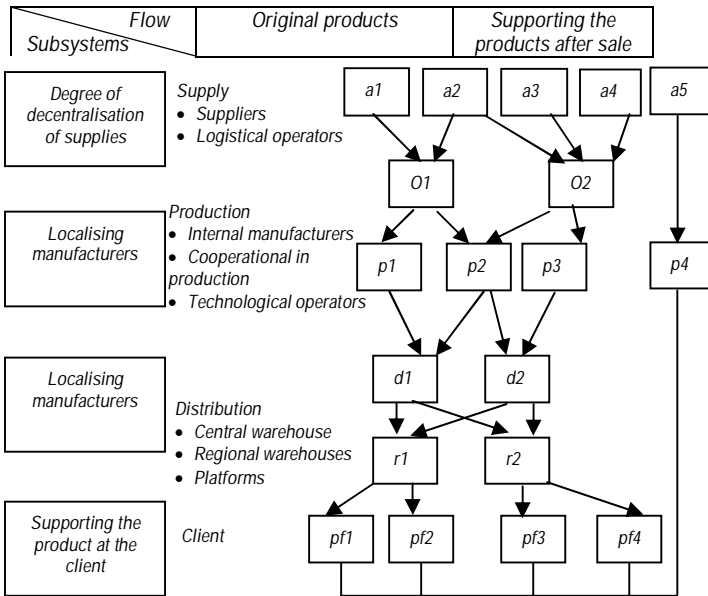 Flow
Subsystems
Original products
Supporting the
products after sale
Degree of
decentralisation
of supplies
Supply
• Suppliers
• Logistical operators
a1
a2
a3
a4
a5
O1
O2
Localising
manufacturers
Production
• Internal manufacturers
• Cooperational in
production
• Technological operators
p1
p2
p3
p4
Localising
manufacturers
d1
d2
Distribution
• Central warehouse
• Regional warehouses
• Platforms
r1
r2
Supporting the
product at the
client
Client
pf1
pf2
pf3
pf4